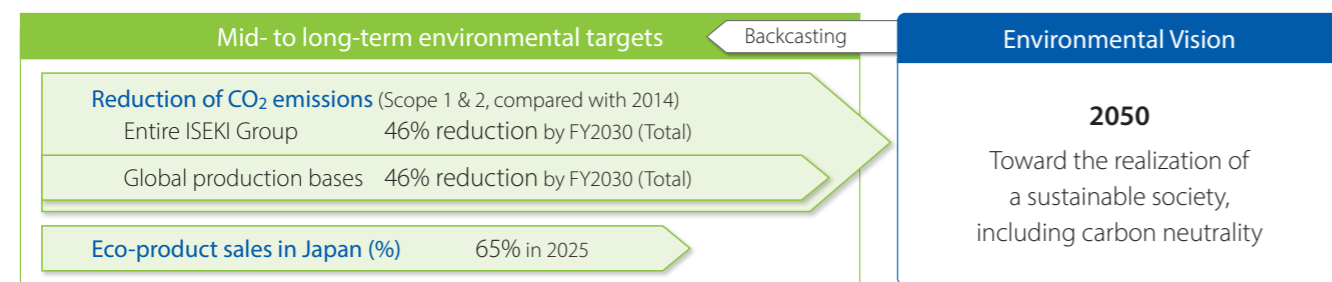 Mid- to long-term environmental targets
Backcasting
Environmental Vision
Reduction of CO₂ emissions (Scope 1 & 2, compared with 2014)
Entire ISEKI Group 46% reduction by FY2030 (Total)
Global production bases 46% reduction by FY2030 (Total)
Eco-product sales in Japan (%) 65% in 2025
2050
Toward the realization of
a sustainable society,
including carbon neutrality